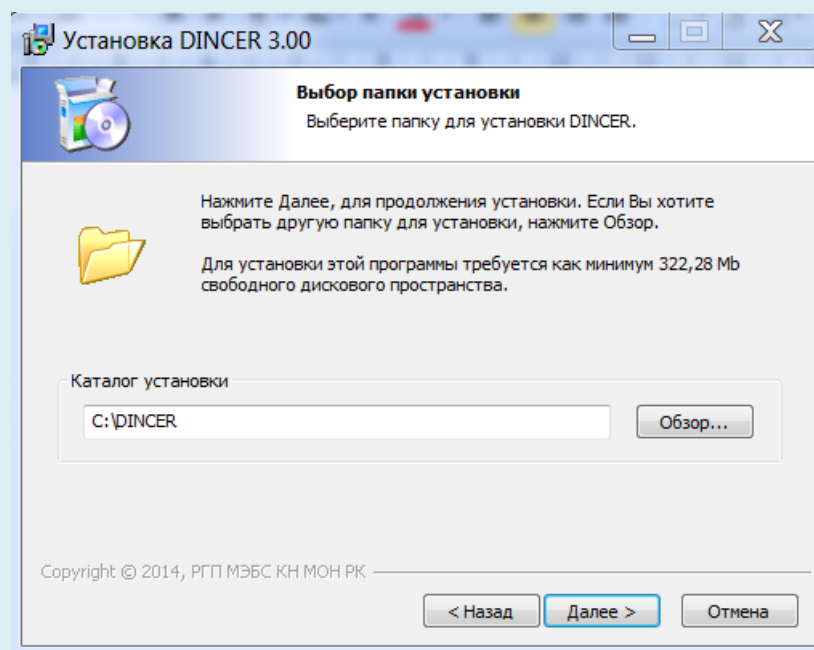 Установка DINCER 3.00
Выбор папки установки
Выберите папку для установки DINCER.
Нажмите Далее, для продолжения установки. Если Вы хотите
выбрать другую папку для установки, нажмите Обзор.
Для установки этой программы требуется как минимум 322,28 Mb
свободного дискового пространства.
Каталог установки
C:\DINCER
Обзор...
Copyright © 2014, РГП МЭБС КН МОН РК
< Назад
Далее >
Отмена